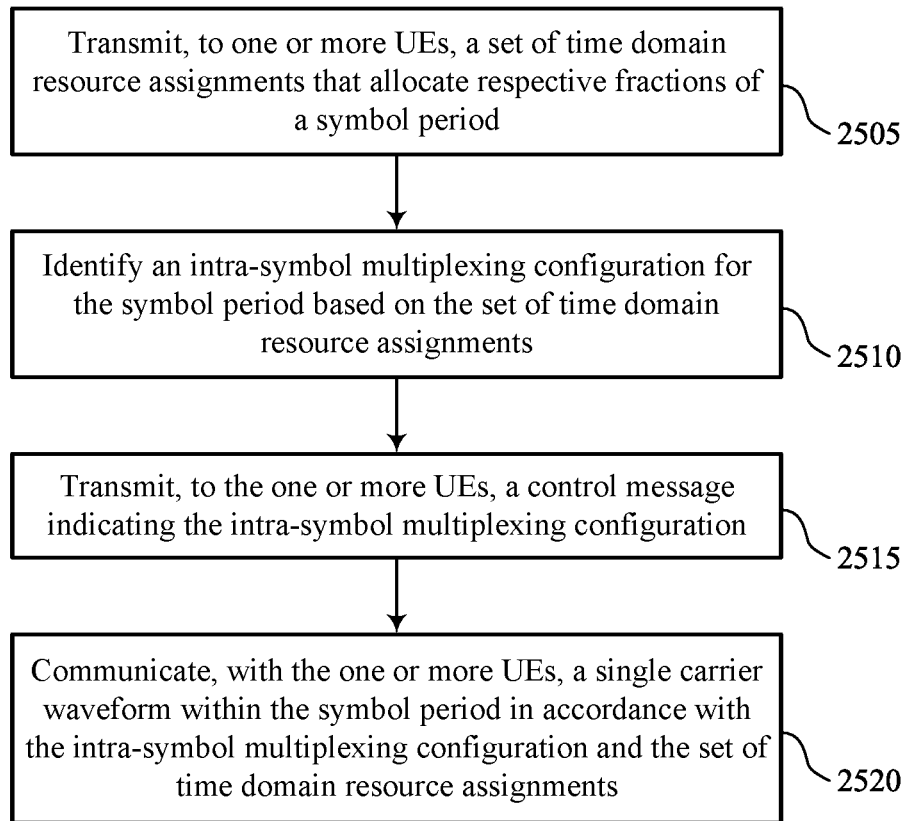 Transmit, to one or more UEs, a set of time domain
resource assignments that allocate respective fractions of
a symbol period
2505
Identify an intra-symbol multiplexing configuration for
the symbol period based on the set of time domain
resource assignments
2510
Transmit, to the one or more UEs, a control message
indicating the intra-symbol multiplexing configuration
2515
Communicate, with the one or more UEs, a single carrier
waveform within the symbol period in accordance with
the intra-symbol multiplexing configuration and the set of
time domain resource assignments
2520